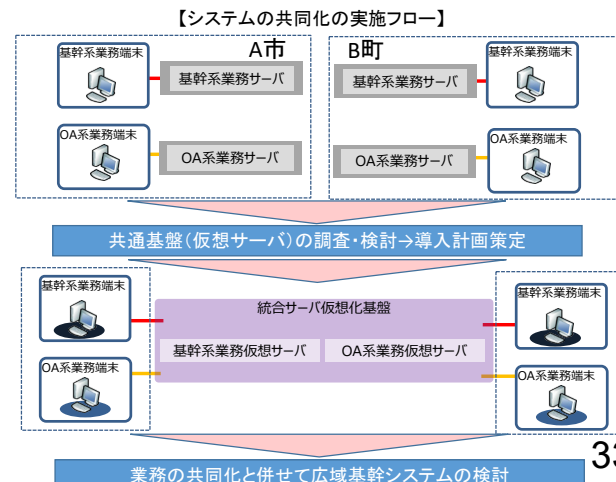 【システムの共同化の実施フロー】
A市
B町
基幹系業務端末
基幹系業務サーバ
OA系業務端末
OA系業務サーバ
基幹系業務サーバ
基幹系業務端末
OA系業務サーバ
OA系業務端末
共通基盤(仮想サーバ)の調査・検討→導入計画策定
基幹系業務端末
OA系業務端末
統合サーバ仮想化基盤
基幹系業務仮想サーバ
OA系業務仮想サーバ
基幹系業務端末
OA系業務端末
業務の共同化と併せて広域基幹システムの検討
33